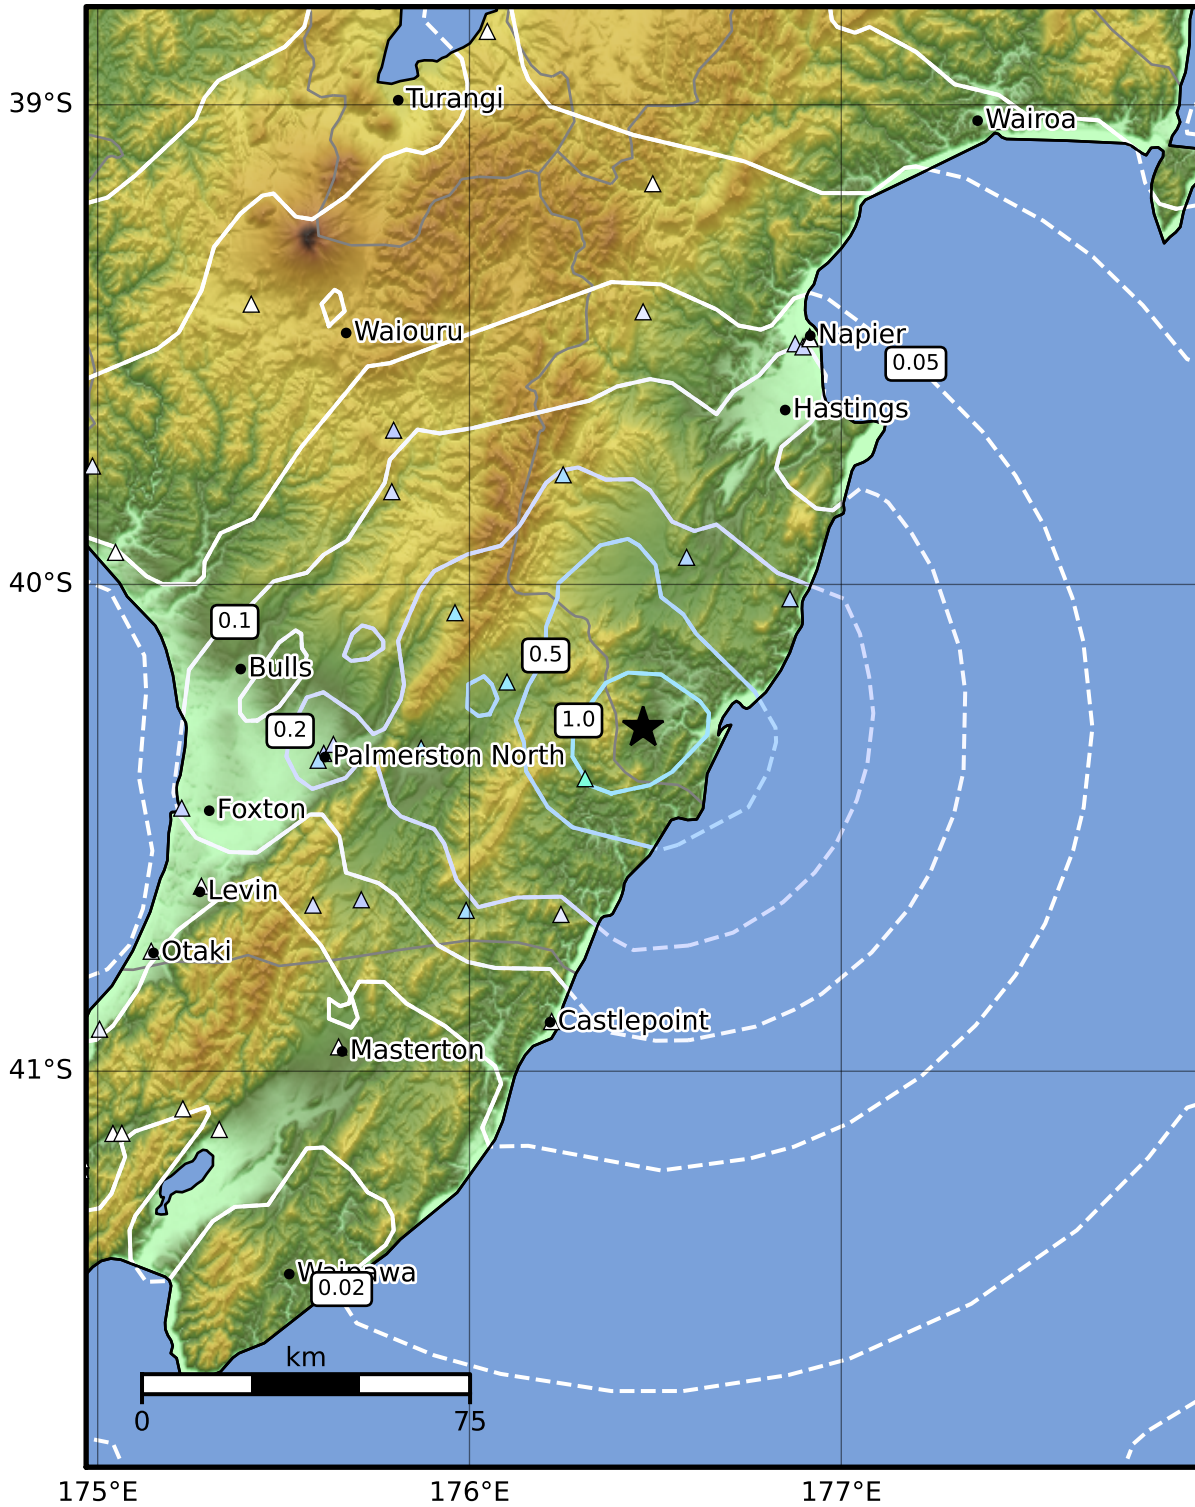 39°S
Turangi
Wairoa
Waiouru
Napier
0.05
Hastings
40°S
0.1
Bulls
0.5
0.2
1.0
Palmerston North
Foxton
Levin
Otaki
Castlepoint
Masterton
41°S
Waipawa
0.02
km
0
75
175°E
176°E
177°E